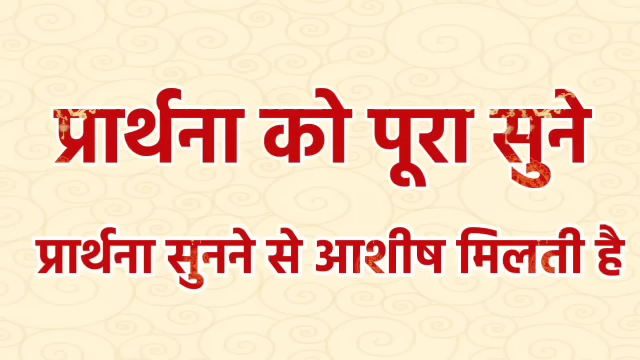 प्रार्थना को पूरा सुने
प्रार्थना सुनने से आशीष मिलती है